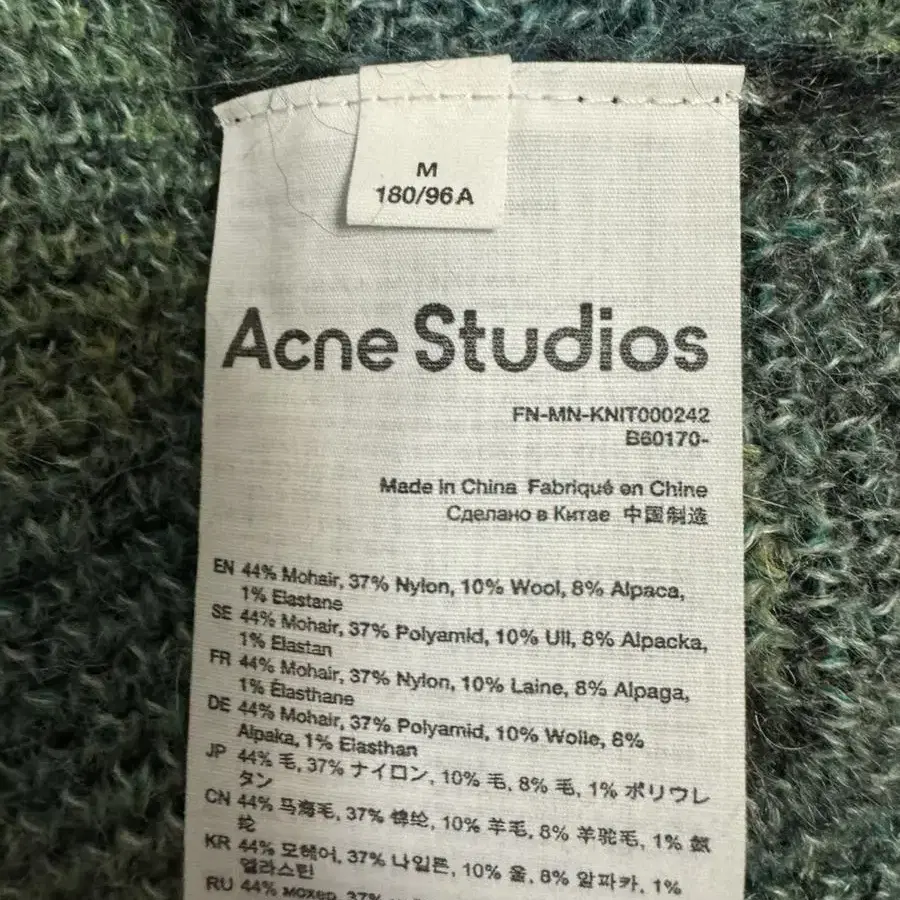 M
180/96A
Acne Studios
FN-MN-KNIT000242
B60170-
Made in China Fabriqué en Chine
Сделано в Китае 中国制造
EN 44% Mohair, 37% Nylon, 10% Wool, 8% Alpaca,
1% Elastane
SE 44% Mohair, 37% Polyamid, 10% Ull, 8% Alpacka,
1% Elastan
FR 44% Mohair, 37% Nylon, 10% Laine, 8% Alpaga,
1% Élasthane
DE 44% Mohair, 37% Polyamid, 10% Wolle, 8%
Alpaka, 1% Elasthan
JP 44% 毛, 37% ナイロン, 10% 毛, 8% 毛, 1% ポリウレ
タン
CN 44% 马海毛, 37% 锦纶, 10% 羊毛, 8% 羊驼毛, 1% 氨
纶
KR 44% 모헤어, 37% 나일론, 10% 울, 8% 알파카, 1%
엘라스틴
RU 44% мохер, 37%